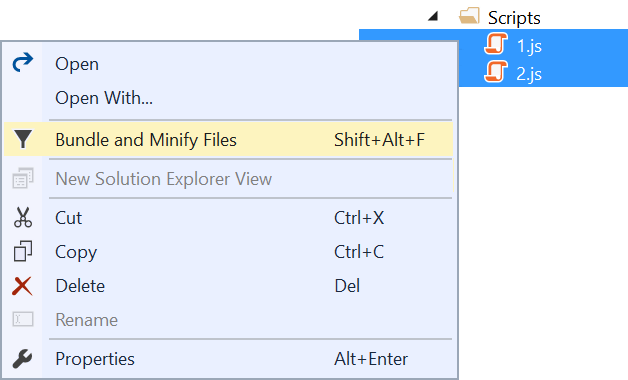 Scripts
1.js
2.js
Open
Open With...
Bundle and Minify Files Shift+Alt+F
New Solution Explorer View
Cut Ctrl+X
Copy Ctrl+C
Delete Del
Rename
Properties Alt+Enter